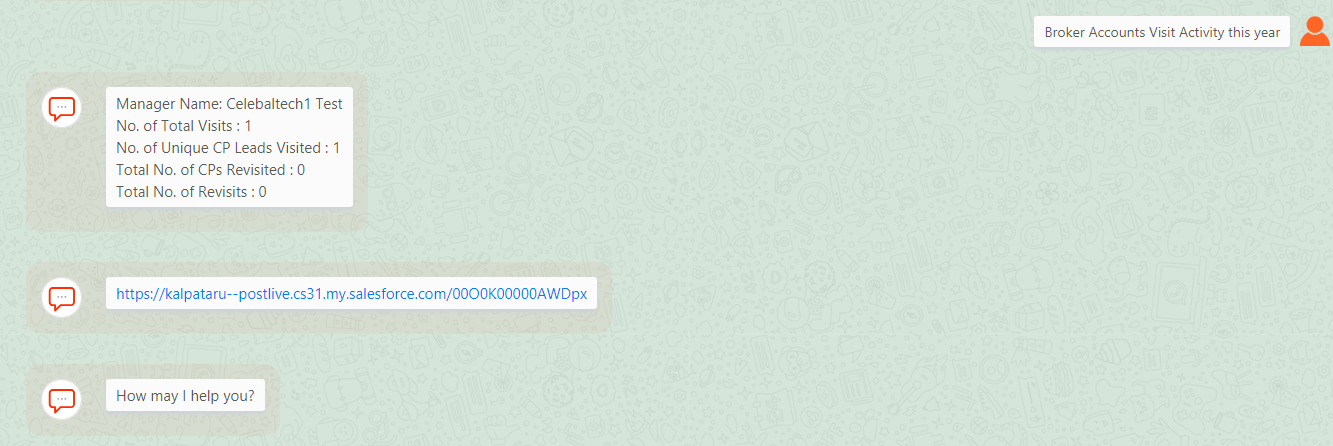 Broker Accounts Visit Activity this year
Manager Name: Celebaltech1 Test
No. of Total Visits : 1
No. of Unique CP Leads Visited : 1
Total No. of CPs Revisited : 0
Total No. of Revisits : 0
https://kalpataru--postlive.cs31.my.salesforce.com/00O0K00000AWDpx
How may I help you?